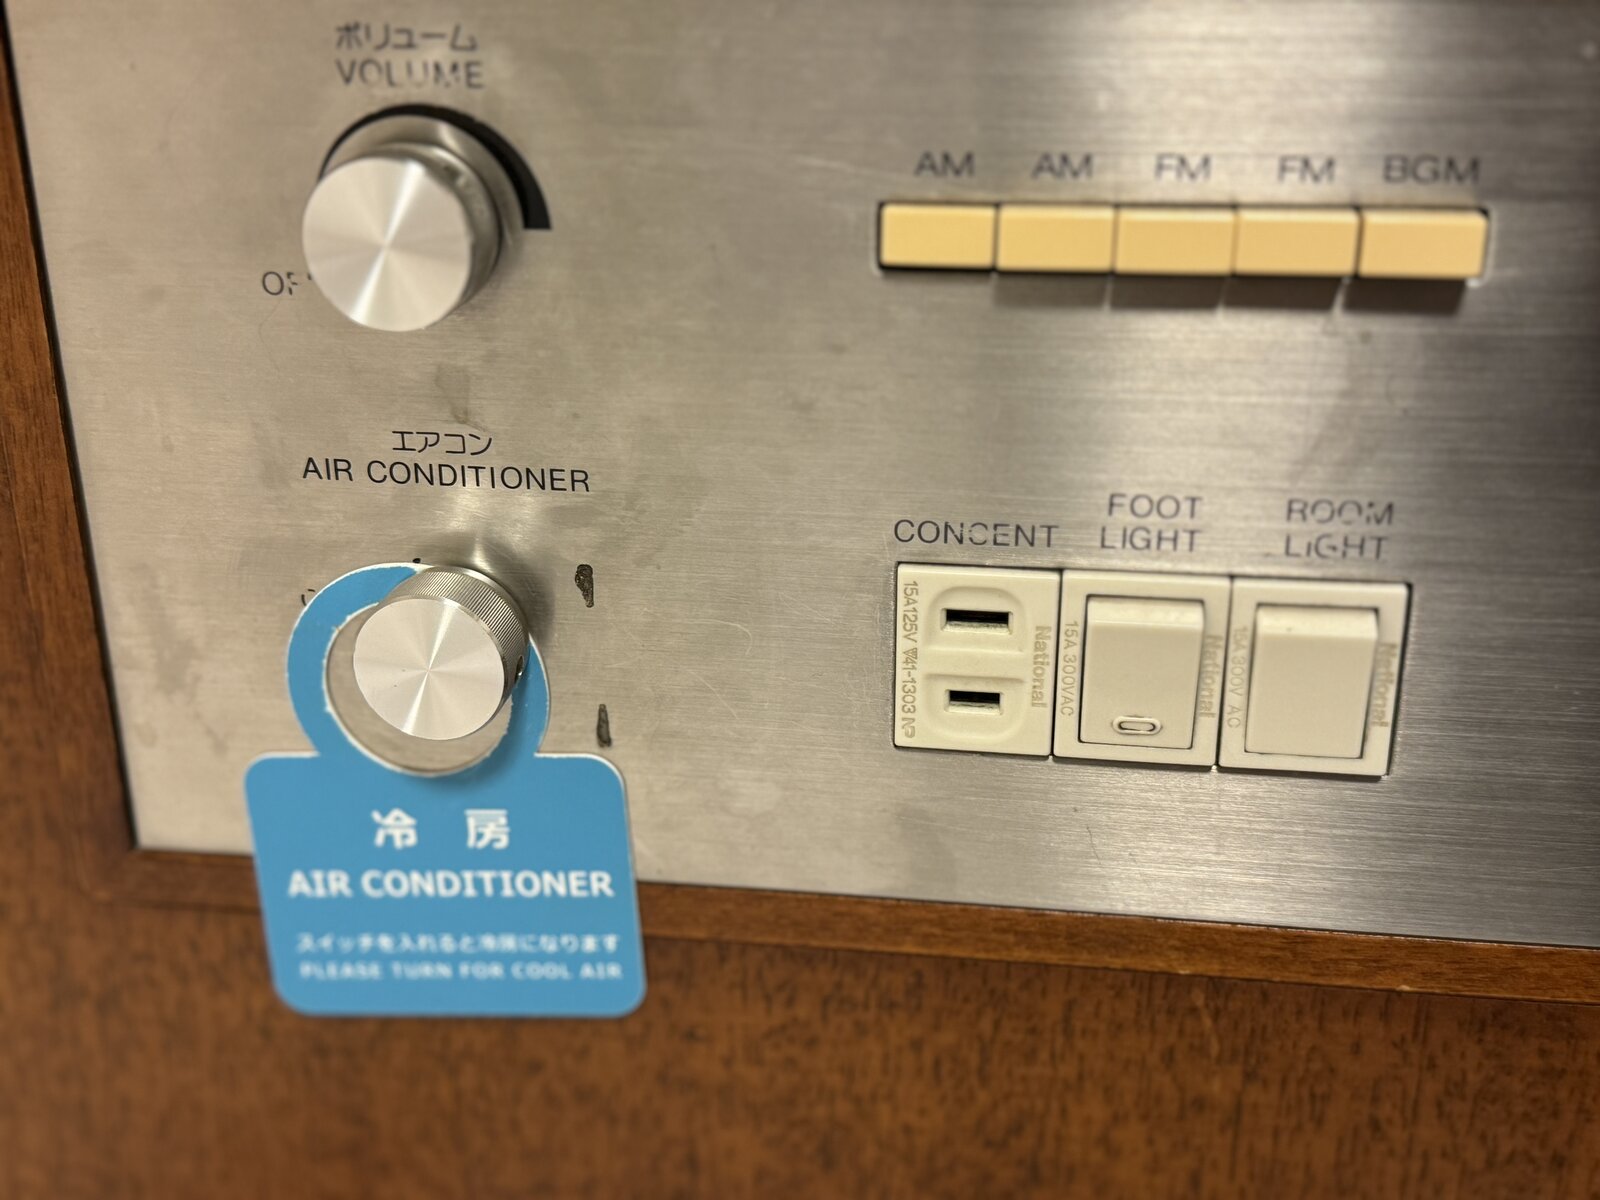 ボリューム
VOLUME
AM AM FM FM BGM
エアコン
AIR CONDITIONER
CONCENT
FOOT
LIGHT
ROOM
LIGHT
15A125V 41-1303
National
15A 300VAC
National
15A 300V AC
National
冷房
AIR CONDITIONER
スイッチを入れると冷房になります
PLEASE TURN FOR COOL AIR